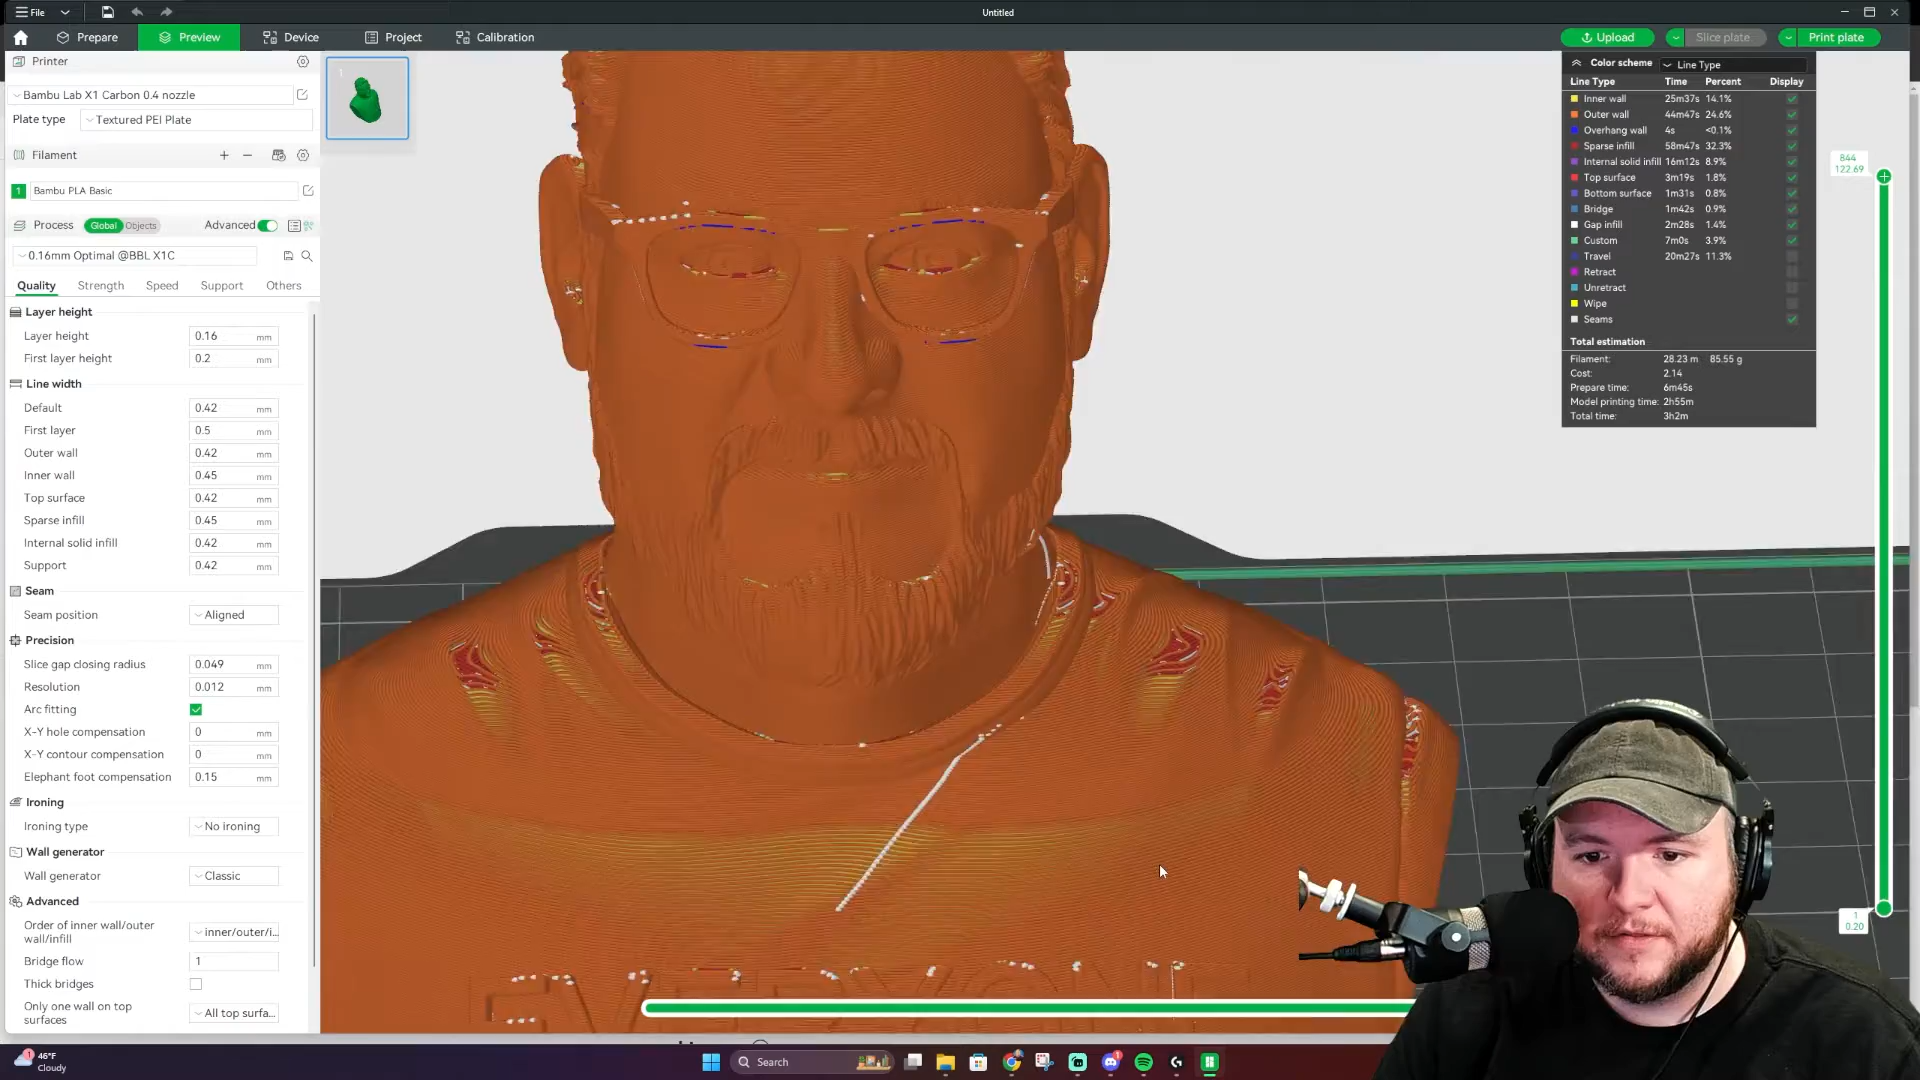 File
Untitled
Prepare
Preview
Device
Project
Calibration
Upload
Slice plate
Print plate
Printer
Bambu Lab X1 Carbon 0.4 nozzle
Plate type
Textured PEI Plate
Filament
1
Bambu PLA Basic
Process
Global
Objects
Advanced
0.16mm Optimal @BBL X1C
Quality
Strength
Speed
Support
Others
Layer height
Layer height 0.16 mm
First layer height 0.2 mm
Line width
Default 0.42 mm
First layer 0.5 mm
Outer wall 0.42 mm
Inner wall 0.45 mm
Top surface 0.42 mm
Sparse infill 0.45 mm
Internal solid infill 0.42 mm
Support 0.42 mm
Seam
Seam position Aligned
Precision
Slice gap closing radius 0.049 mm
Resolution 0.012 mm
Arc fitting
X-Y hole compensation 0 mm
X-Y contour compensation 0 mm
Elephant foot compensation 0.15 mm
Ironing
Ironing type No ironing
Wall generator
Wall generator Classic
Advanced
Order of inner wall/outer wall/infill inner/outer/i...
Bridge flow 1
Thick bridges
Only one wall on top surfaces All top surfa...
1
Color scheme Line Type
Line Type Time Percent Display
Inner wall 25m37s 14.1%
Outer wall 44m47s 24.6%
Overhang wall 4s <0.1%
Sparse infill 58m47s 32.3%
Internal solid infill 16m12s 8.9%
Top surface 3m19s 1.8%
Bottom surface 1m31s 0.8%
Bridge 1m42s 0.9%
Gap infill 2m28s 1.4%
Custom 7m0s 3.9%
Travel 20m27s 11.3%
Retract
Unretract
Wipe
Seams
Total estimation
Filament: 28.23 m 85.55 g
Cost: 2.14
Prepare time: 6m45s
Model printing time: 2h55m
Total time: 3h2m
844
122.69
1
0.20
1
46°F
Cloudy
Search